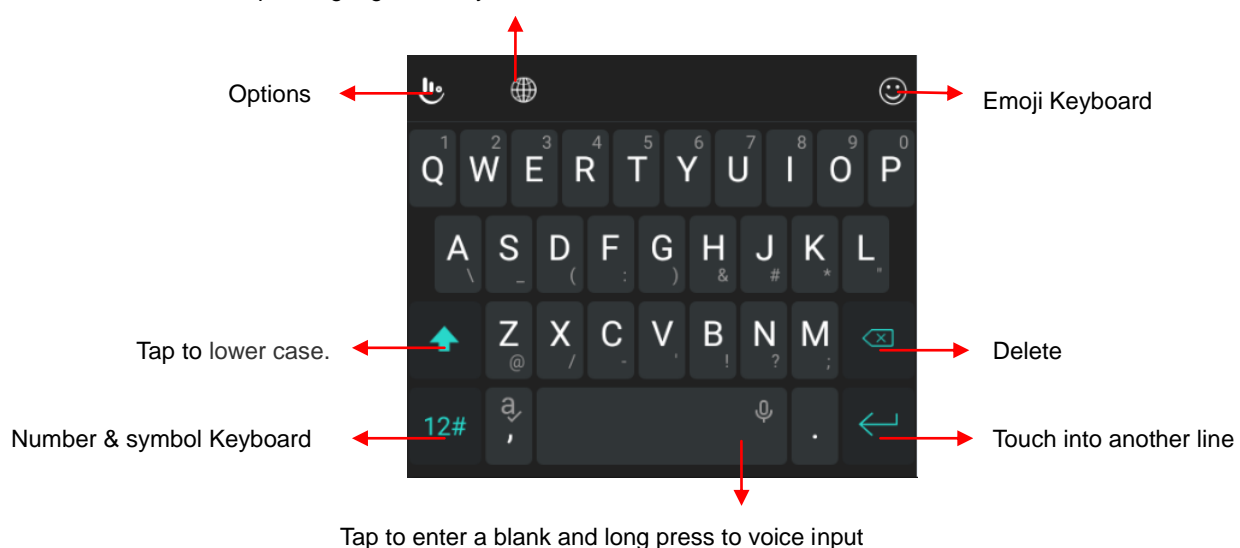 Options
Emoji Keyboard
1 2 3 4 5 6 7 8 9 0
Q W E R T Y U I O P
A S D F G H J K L
\ _ ( : ) & # * "
Tap to lower case.
Z X C V B N M
@ / - ' ! ? ;
Delete
Number & symbol Keyboard
12# a , .
Touch into another line
Tap to enter a blank and long press to voice input